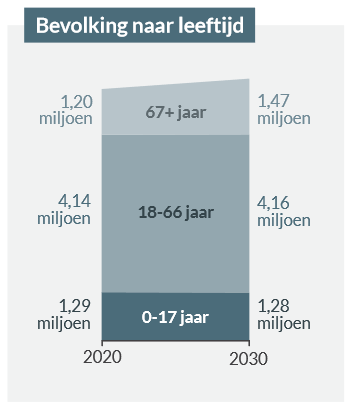 Bevolking naar leeftijd
1,20
miljoen
67+ jaar
1,47
miljoen
4,14
miljoen
18-66 jaar
4,16
miljoen
1,29
miljoen
0-17 jaar
1,28
miljoen
2020
2030